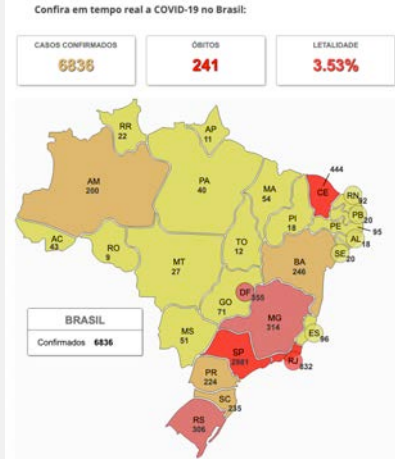 Confira em tempo real a COVID-19 no Brasil:
CASOS CONFIRMADOS
6836
ÓBITOS
241
LETALIDADE
3.53%
RR
22
AP
11
AM
200
PA
40
MA
54
CE
444
RN
92
PB
20
PE
95
AL
18
SE
20
PI
18
AC
43
RO
9
TO
12
MT
27
BA
246
DF
355
GO
71
MG
314
MS
51
ES
96
SP
2981
RJ
832
PR
224
SC
235
RS
306
BRASIL
Confirmados 6836